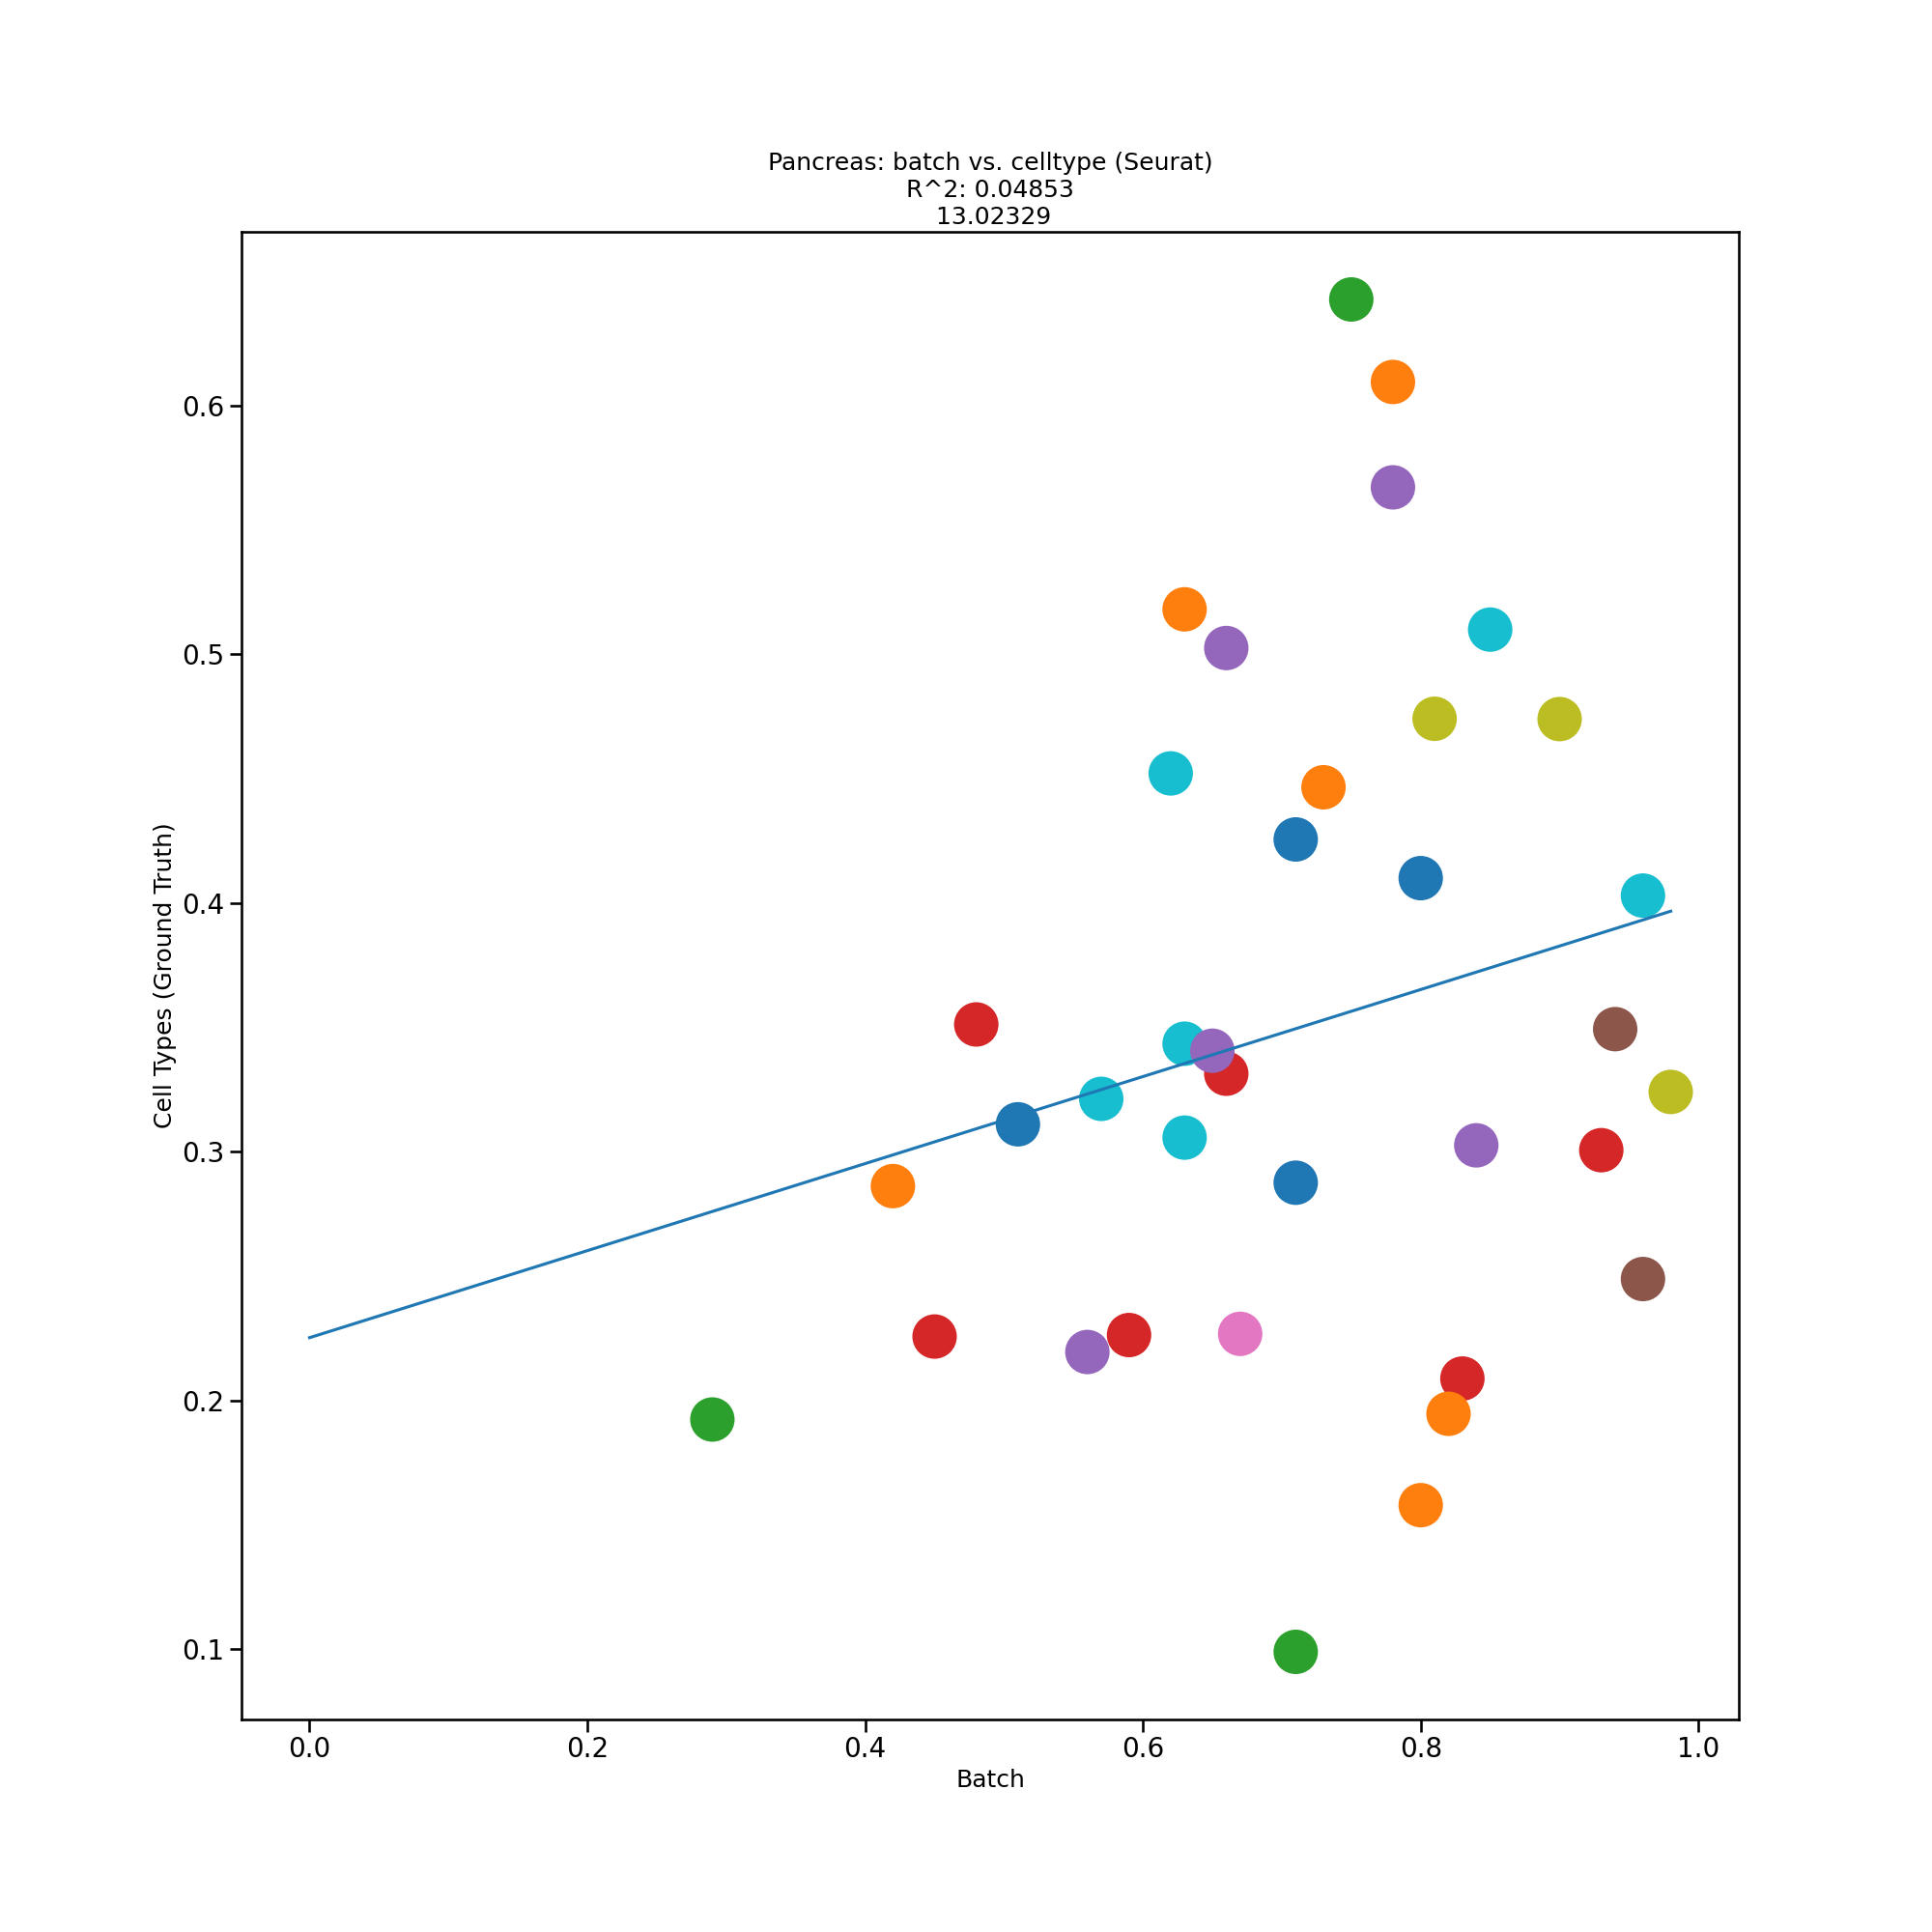 Pancreas: batch vs. celltype (Seurat)
R^2: 0.04853
13.02329
Cell Types (Ground Truth)
0.6
0.5
0.4
0.3
0.2
0.1
0.0 0.2 0.4 0.6 0.8 1.0
Batch